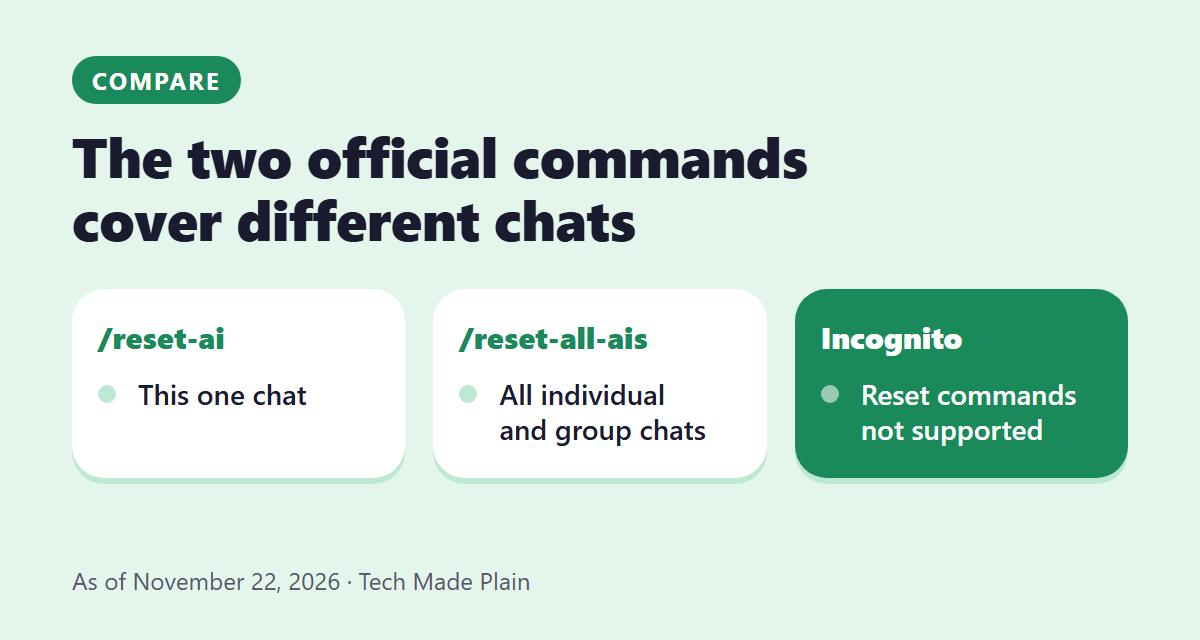 COMPARE
The two official commands
cover different chats
/reset-ai
This one chat
/reset-all-ais
All individual
and group chats
Incognito
Reset commands
not supported
As of November 22, 2026 · Tech Made Plain